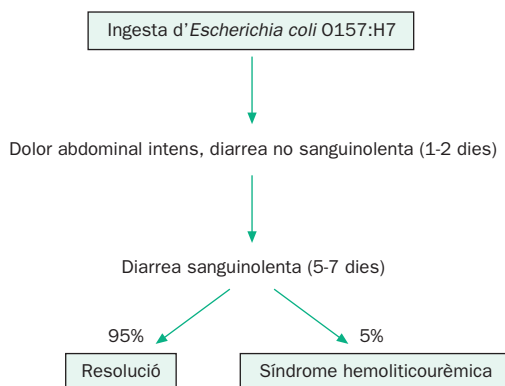 Ingesta d'Escherichia coli O157:H7
Dolor abdominal intens, diarrea no sanguinolenta (1-2 dies)
Diarrea sanguinolenta (5-7 dies)
95% 5%
Resolució Síndrome hemoliticourèmica